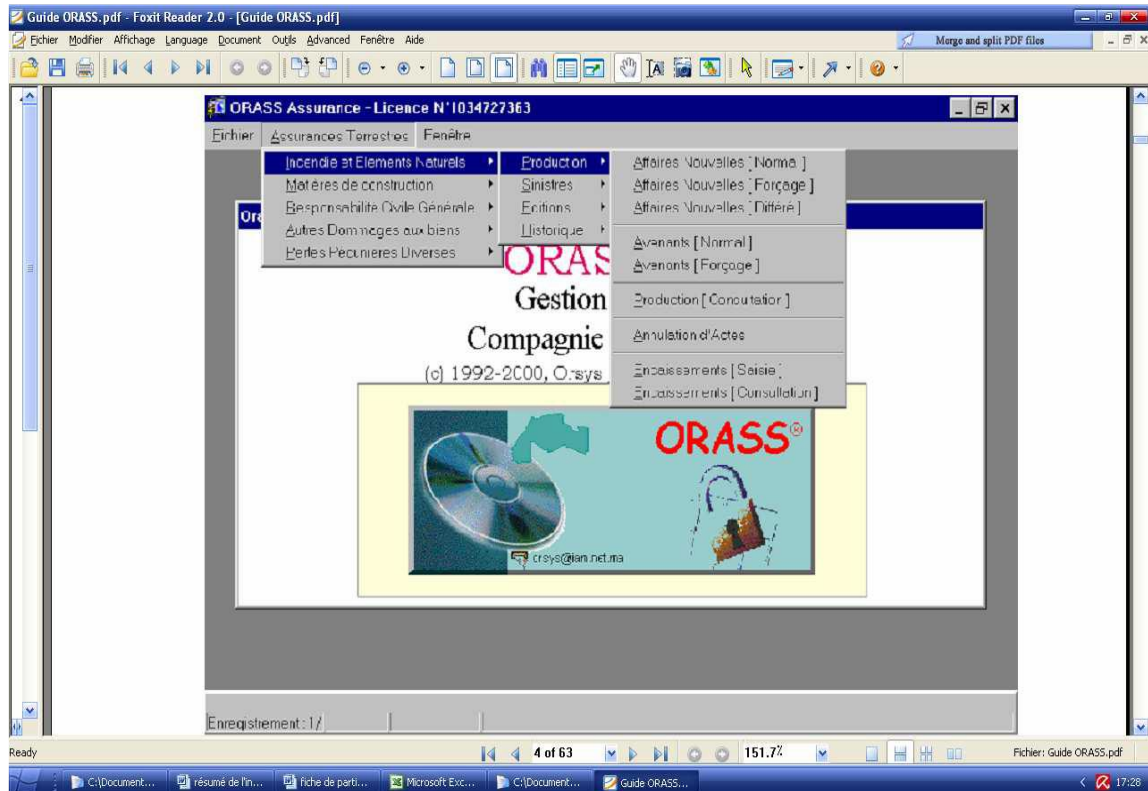 Guide ORASS.pdf - Foxit Reader 2.0 - [Guide ORASS.pdf]
Fichier Modifier Affichage Language Document Outils Advanced Fenêtre Aide
Merge and split PDF files
ORASS Assurance - Licence N°1034727363
Fichier Assurances Terrestres Fenêtre
Incendie et Elements Naturels
Matières de construction
Responsabilité Civile Générale
Autres Dommages aux biens
Pertes Pécunières Diverses
Production
Sinistres
Editions
Historique
Affaires Nouvelles [ Normal ]
Affaires Nouvelles [ Forçage ]
Affaires Nouvelles [ Différé ]
Avenants [ Normal ]
Avenants [ Forçage ]
Production [ Consultation ]
Annulation d'Actes
Encaissements [ Saisie ]
Encaissements [ Consultation ]
Ora
ORAS
Gestion
Compagnie
(c) 1992-2000, Orsys
ORASS®
orsys@iam.net.ma
Enregistrement: 1/
Ready
4 of 63
151.7%
Fichier: Guide ORASS.pdf
C:\Document...
résumé de l'in...
fiche de parti...
Microsoft Exc...
C:\Document...
Guide ORASS...
17:28